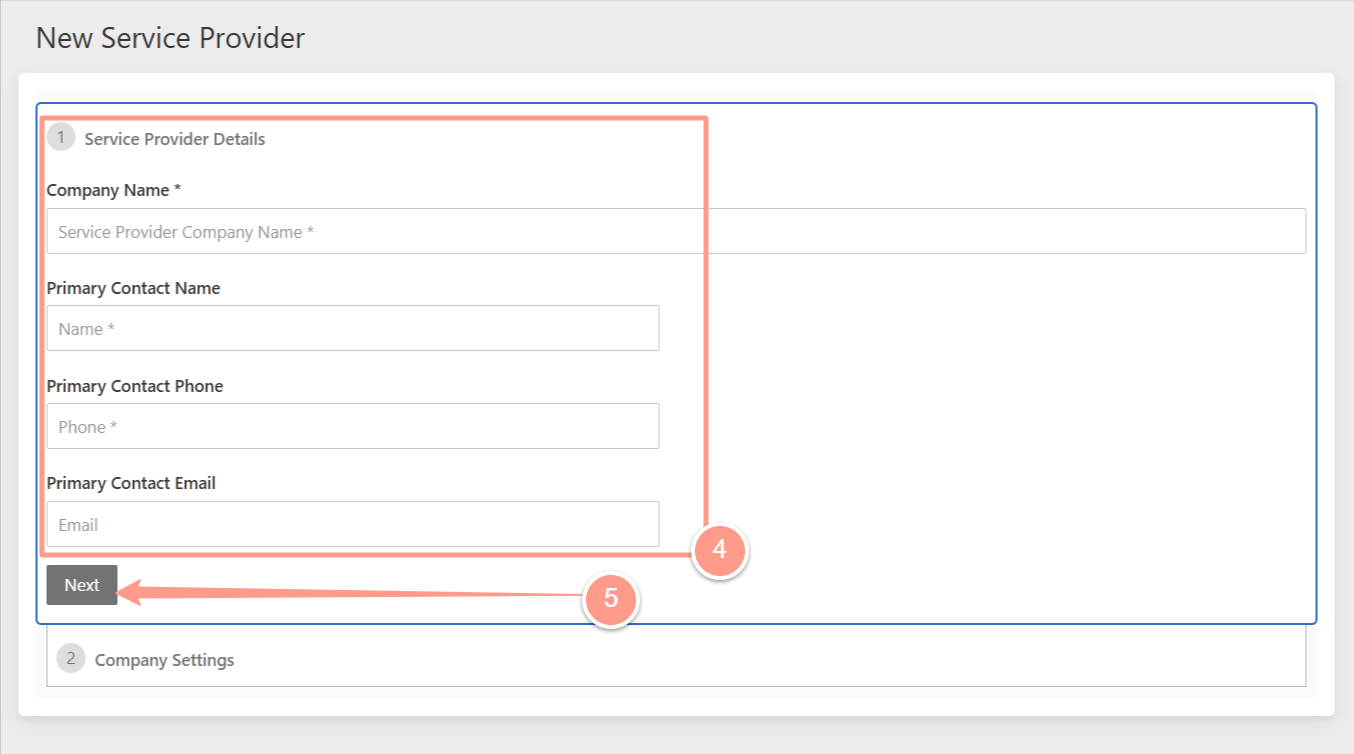 New Service Provider
1 Service Provider Details
Company Name *
Service Provider Company Name *
Primary Contact Name
Name *
Primary Contact Phone
Phone *
Primary Contact Email
Email
4
Next
5
2 Company Settings